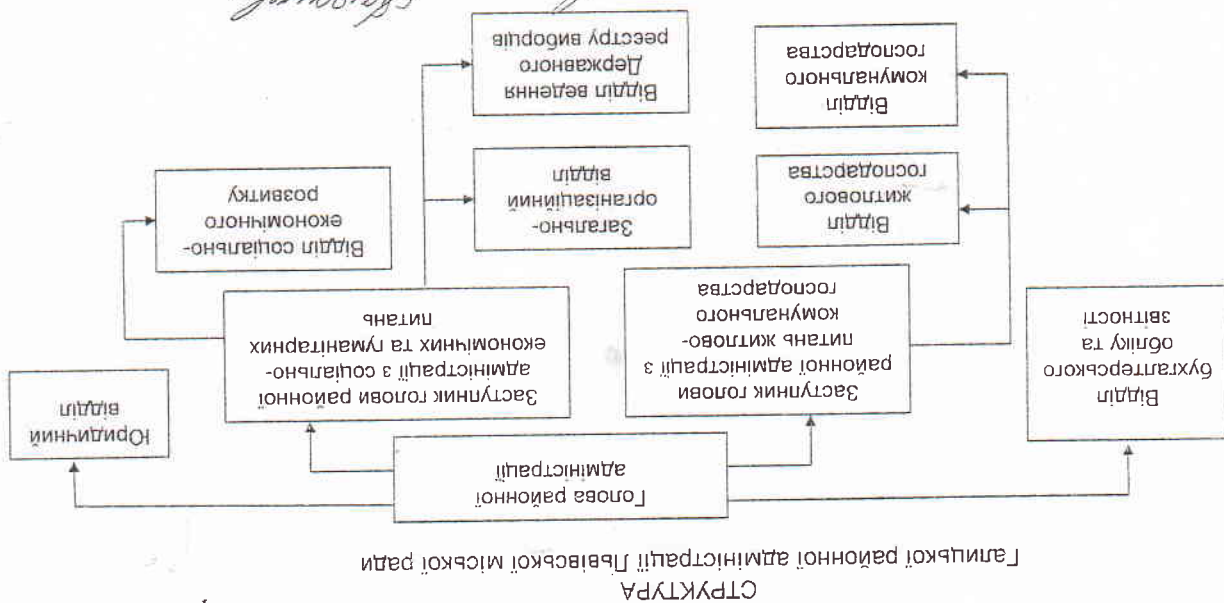 СТРУКТУРА
Галицької районної адміністрації Львівської міської ради
Голова районної
адміністрації
Відділ
бухгалтерського
обліку та
звітності
Заступник голови
районної адміністрації з
питань житлово-
комунального
господарства
Заступник голови районної
адміністрації з соціально-
економічних та гуманітарних
питань
Юридичний
відділ
Відділ
житлового
господарства
Загально-
організаційний
відділ
Відділ соціально-
економічного
розвитку
Відділ
комунального
господарства
Відділ ведення
Державного
реєстру виборців